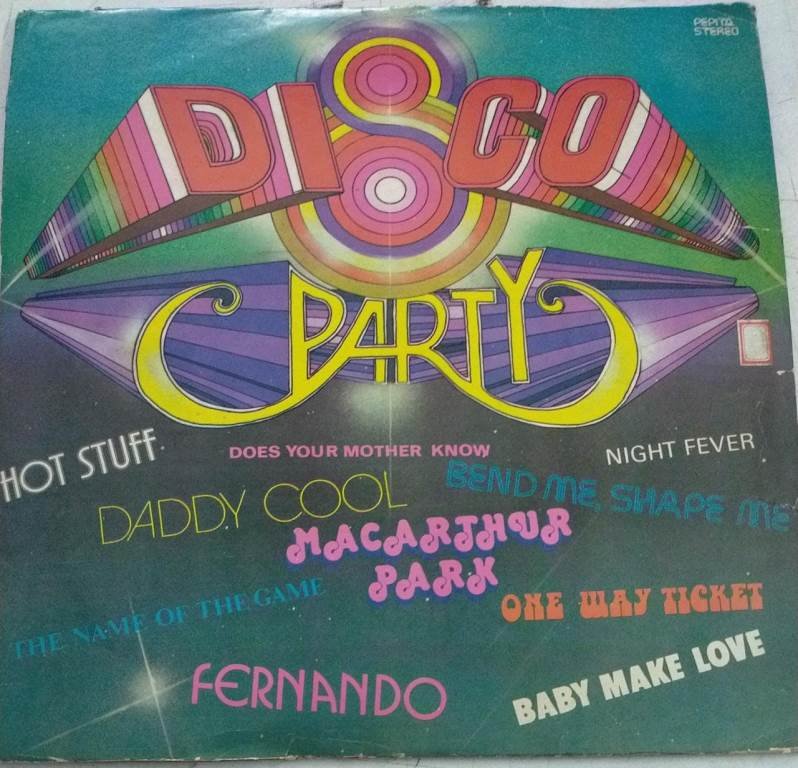 PEPITA
STEREO
DISCO
PARTY
HOT STUFF
DOES YOUR MOTHER KNOW
NIGHT FEVER
DADDY COOL
BEND ME, SHAPE ME
MACARTHUR
PARK
THE NAME OF THE GAME
ONE WAY TICKET
FERNANDO
BABY MAKE LOVE